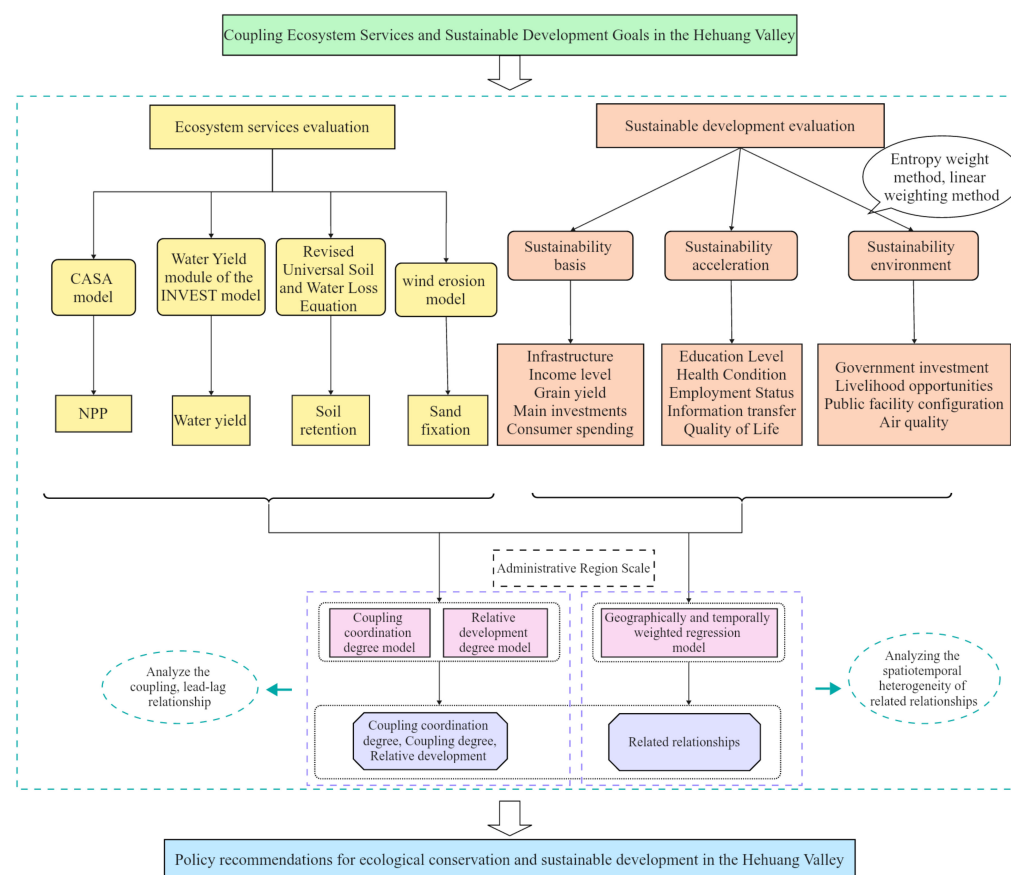 Coupling Ecosystem Services and Sustainable Development Goals in the Hehuang Valley
Ecosystem services evaluation
Sustainable development evaluation
Entropy weight
method, linear
weighting method
CASA
model
Water Yield
module of the
INVEST model
Revised
Universal Soil
and Water Loss
Equation
wind erosion
model
Sustainability
basis
Sustainability
acceleration
Sustainability
environment
NPP
Water yield
Soil
retention
Sand
fixation
Infrastructure
Income level
Grain yield
Main investments
Consumer spending
Education Level
Health Condition
Employment Status
Information transfer
Quality of Life
Government investment
Livelihood opportunities
Public facility configuration
Air quality
Administrative Region Scale
Coupling
coordination
degree model
Relative
development
degree model
Geographically and temporally
weighted regression
model
Analyze the
coupling, lead-lag
relationship
Analyzing the
spatiotemporal
heterogeneity of
related relationships
Coupling coordination
degree, Coupling degree,
Relative development
Related relationships
Policy recommendations for ecological conservation and sustainable development in the Hehuang Valley